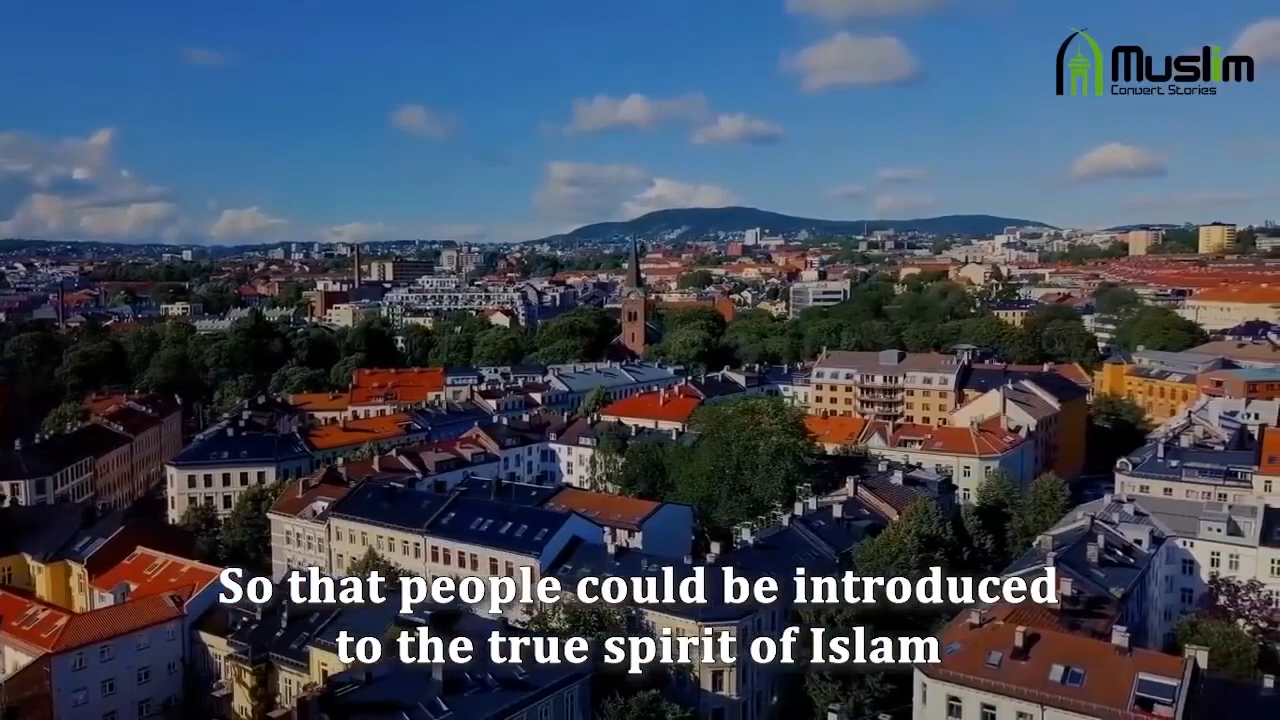 Muslim
Convert Stories
So that people could be introduced
to the true spirit of Islam